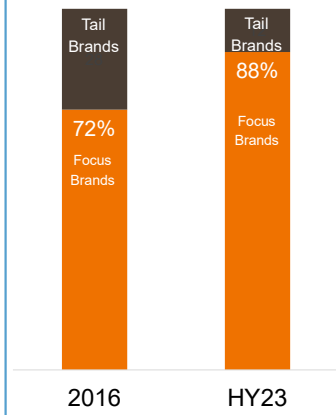 Tail
Brands
72%
Focus
Brands
2016
Tail
Brands
88%
Focus
Brands
HY23